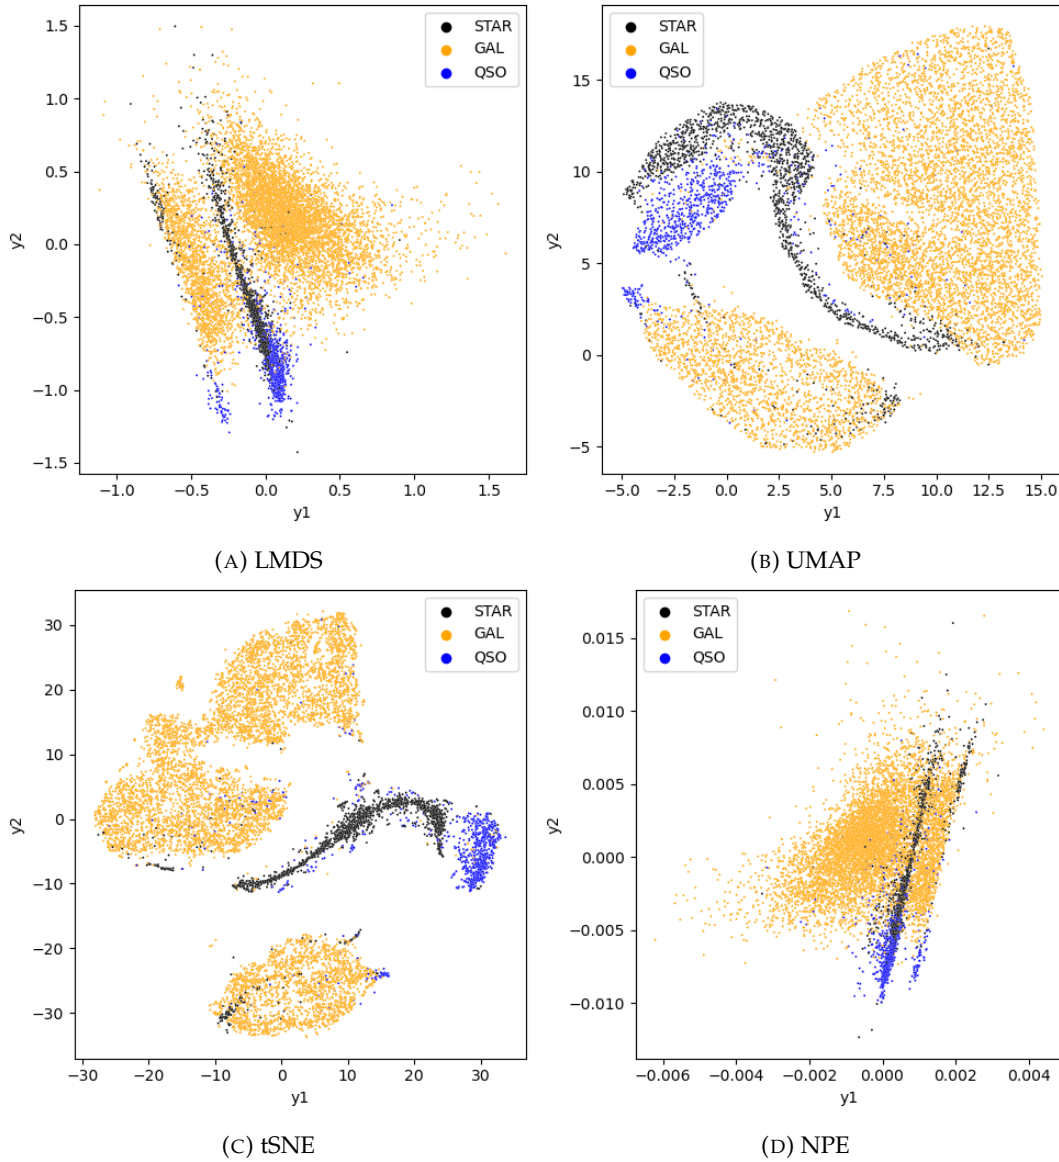 STAR
GAL
QSO
1.5
1.0
0.5
0.0
−0.5
−1.0
−1.5
y2
−1.0 −0.5 0.0 0.5 1.0 1.5
y1
(A) LMDS
STAR
GAL
QSO
15
10
5
0
−5
y2
−5.0 −2.5 0.0 2.5 5.0 7.5 10.0 12.5 15.0
y1
(B) UMAP
STAR
GAL
QSO
30
20
10
0
−10
−20
−30
y2
−30 −20 −10 0 10 20 30
y1
(C) tSNE
STAR
GAL
QSO
0.015
0.010
0.005
0.000
−0.005
−0.010
y2
−0.006 −0.004 −0.002 0.000 0.002 0.004
y1
(D) NPE